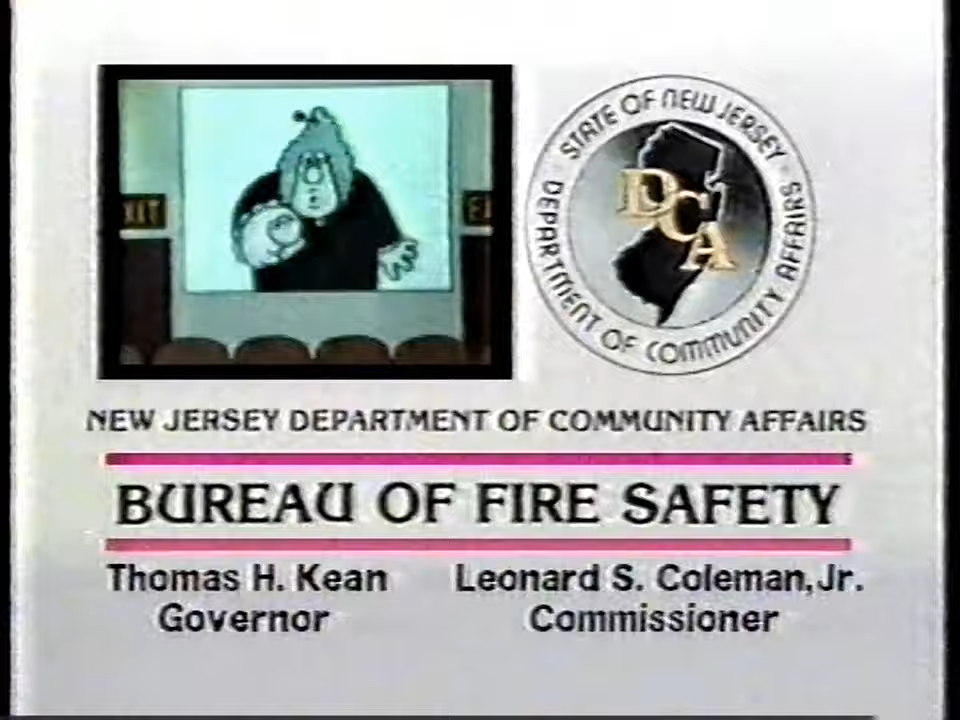 STATE OF NEW JERSEY
DEPARTMENT OF COMMUNITY AFFAIRS
DCA
NEW JERSEY DEPARTMENT OF COMMUNITY AFFAIRS
BUREAU OF FIRE SAFETY
Thomas H. Kean Leonard S. Coleman, Jr.
Governor Commissioner